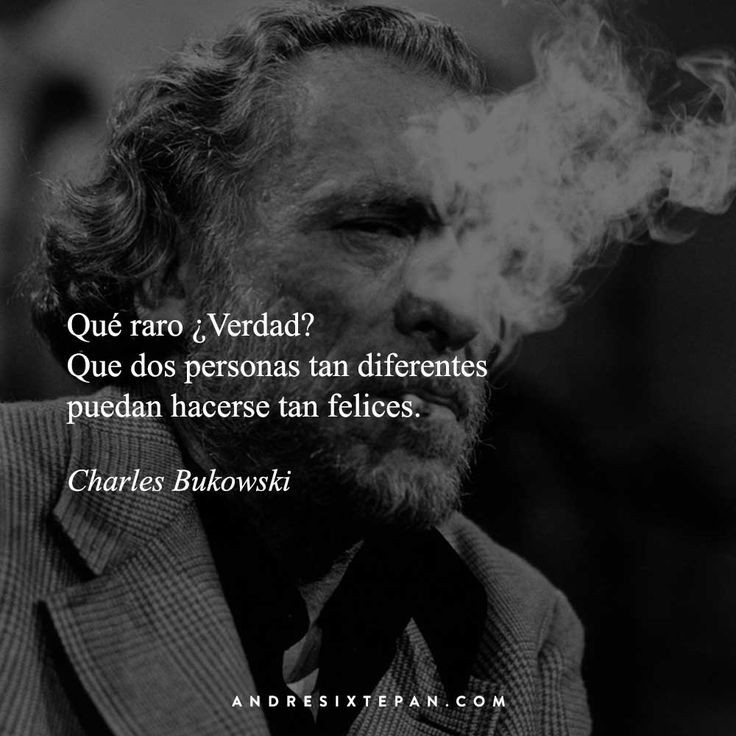 Qué raro ¿Verdad?
Que dos personas tan diferentes
puedan hacerse tan felices.
Charles Bukowski
ANDRESIXTEPAN.COM